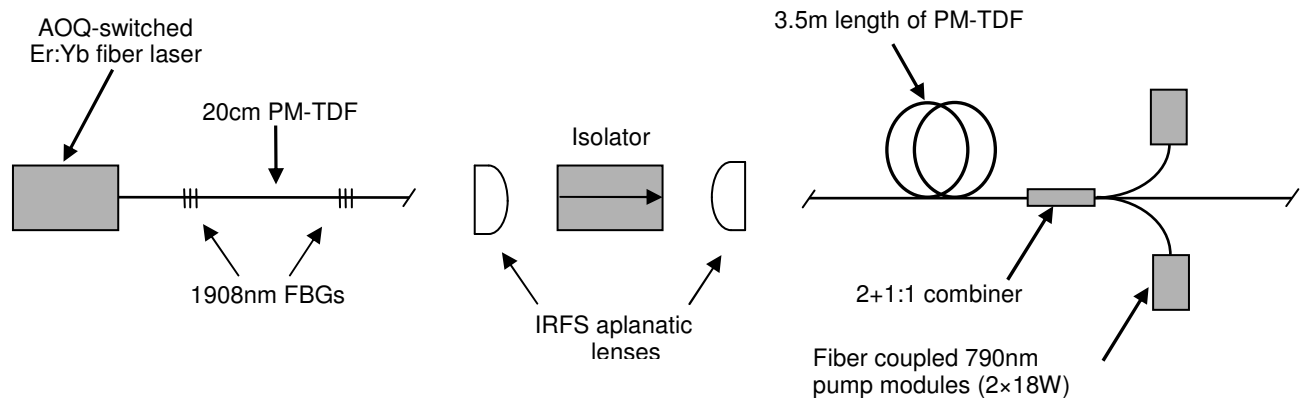 AOQ-switched
Er:Yb fiber laser
20cm PM-TDF
1908nm FBGs
Isolator
IRFS aplanatic
lenses
3.5m length of PM-TDF
2+1:1 combiner
Fiber coupled 790nm
pump modules (2×18W)